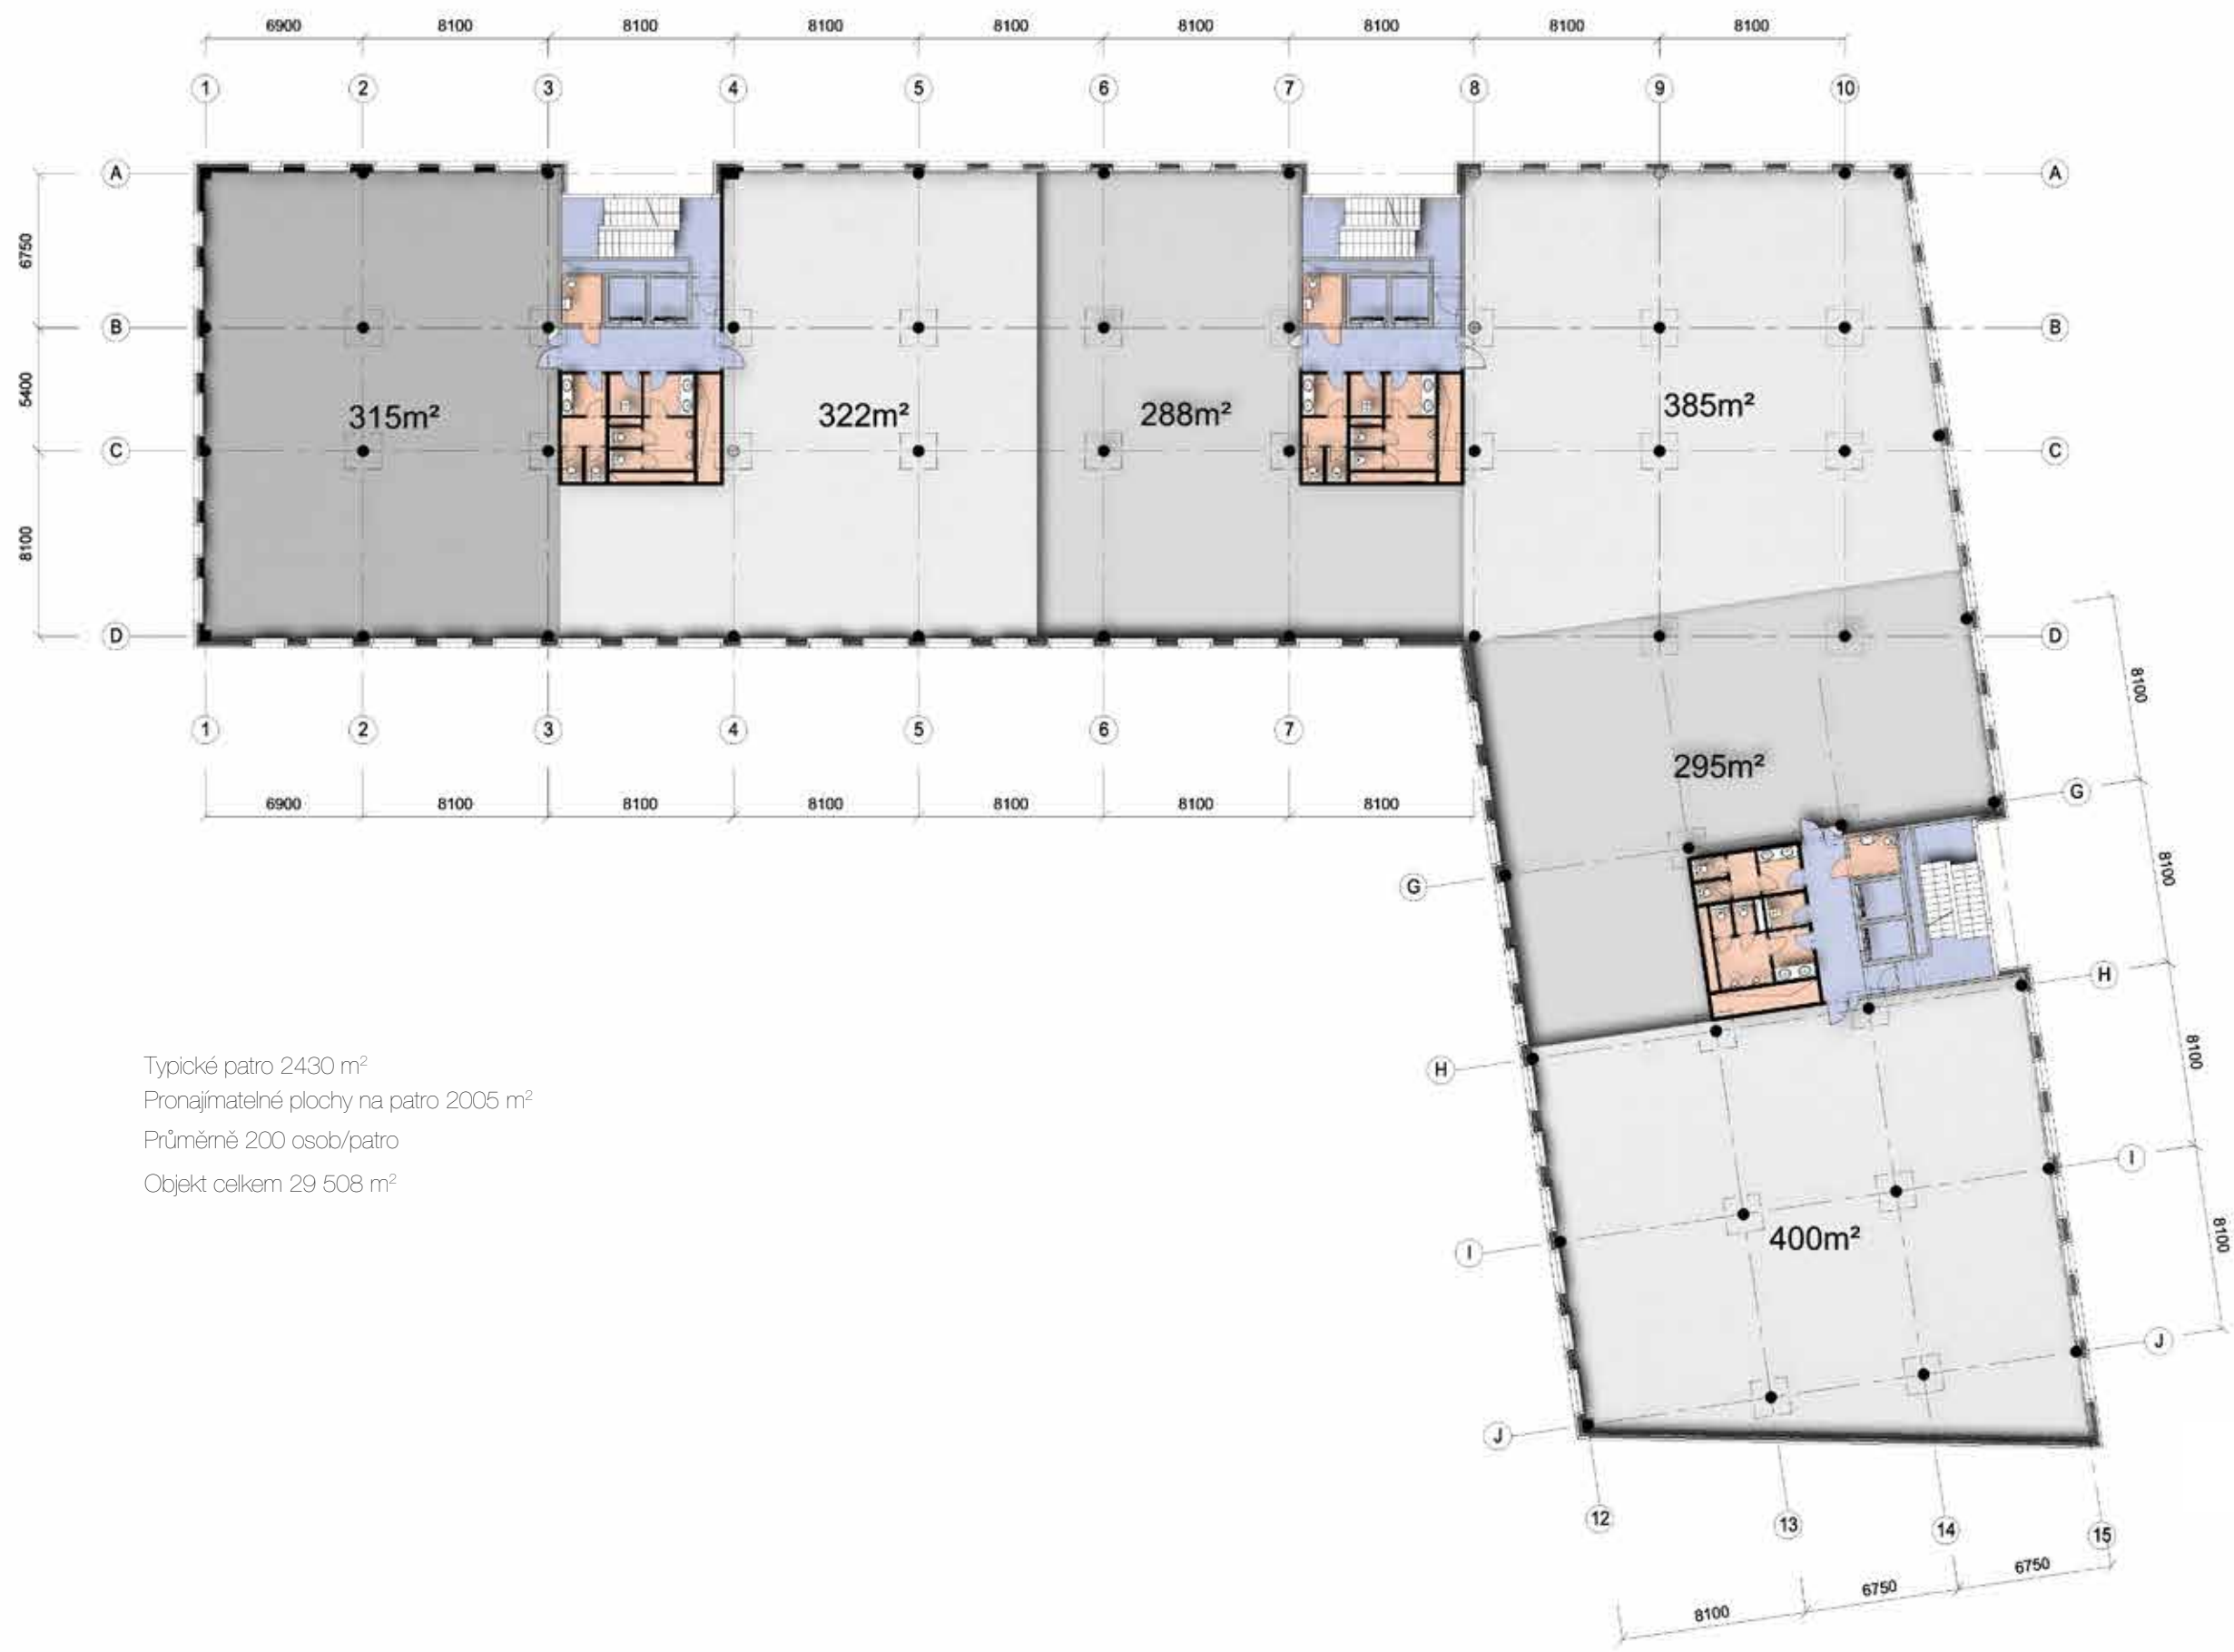 6900 8100 8100 8100 8100 8100 8100 8100 8100
1 2 3 4 5 6 7 8 9 10
A A
6750
B B
5400
315m² 322m² 288m² 385m²
C C
8100
D D
8100
1 2 3 4 5 6 7
295m²
G
6900 8100 8100 8100 8100 8100 8100
8100
G
H
8100
H
Typické patro 2430 m²
Pronajímatelné plochy na patro 2005 m²
Průměrně 200 osob/patro
Objekt celkem 29 508 m²
I
400m²
8100
I
J
J
12 13 14 15
8100 6750 6750